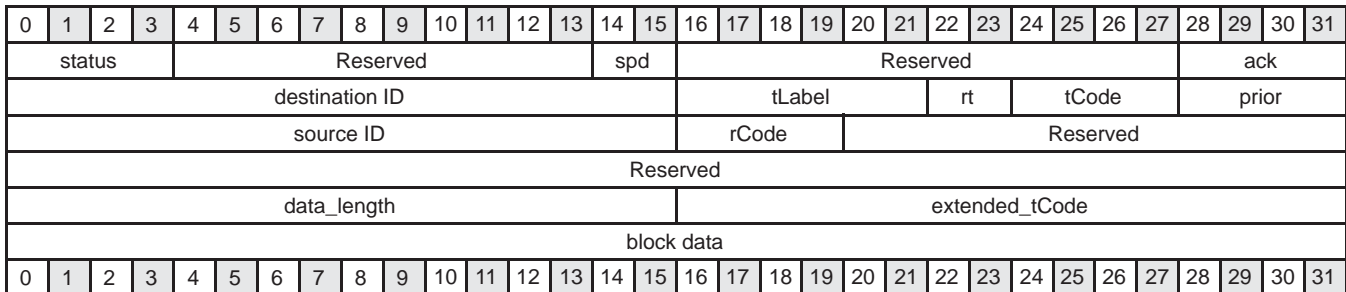 0 1 2 3 4 5 6 7 8 9 10 11 12 13 14 15 16 17 18 19 20 21 22 23 24 25 26 27 28 29 30 31
status Reserved spd Reserved ack
destination ID tLabel rt tCode prior
source ID rCode Reserved
Reserved
data_length extended_tCode
block data
0 1 2 3 4 5 6 7 8 9 10 11 12 13 14 15 16 17 18 19 20 21 22 23 24 25 26 27 28 29 30 31